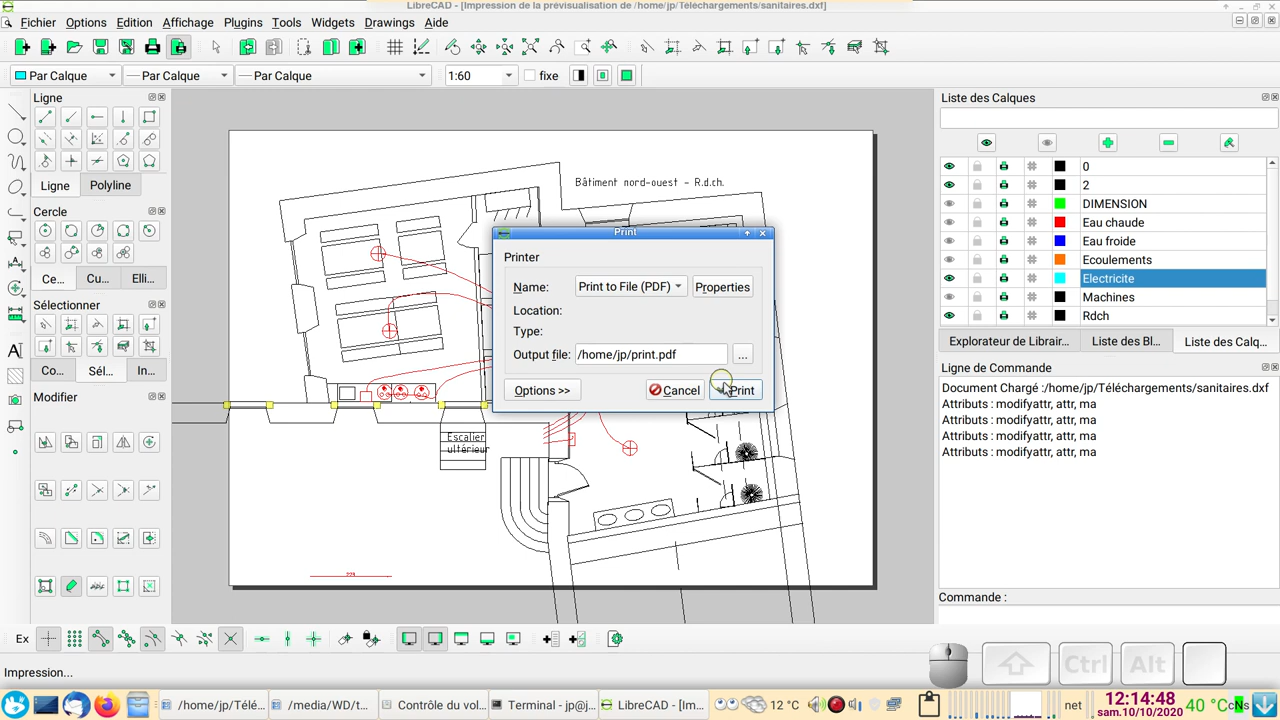 LibreCAD - [Impression de la prévisualisation de /home/jp/Téléchargements/sanitaires.dxf]
Fichier Options Edition Affichage Plugins Tools Widgets Drawings Aide
Par Calque — Par Calque — Par Calque 1:60 fixe
Ligne
Ligne Polyline
Cercle
Ce... Cu... Elli...
Sélectionner
Co... Sél... In...
Modifier
Bâtiment nord-ouest - R.d.ch.
Escalier
ultérieur
Print
Printer
Name: Print to File (PDF) Properties
Location:
Type:
Output file: /home/jp/print.pdf ...
Options >> Cancel Print
Liste des Calques
0
2
DIMENSION
Eau chaude
Eau froide
Ecoulements
Electricite
Machines
Rdch
Explorateur de Librair... Liste des Bl... Liste des Calq...
Ligne de Commande
Document Chargé :/home/jp/Téléchargements/sanitaires.dxf
Attributs : modifyattr, attr, ma
Attributs : modifyattr, attr, ma
Attributs : modifyattr, attr, ma
Attributs : modifyattr, attr, ma
Commande :
Ex
Impression...
Ctrl Alt
/home/jp/Télé... /media/WD/t... Contrôle du vol... Terminal - jp@j... LibreCAD - [Im... 12 °C net 12:14:48 40 °C
sam.10/10/2020